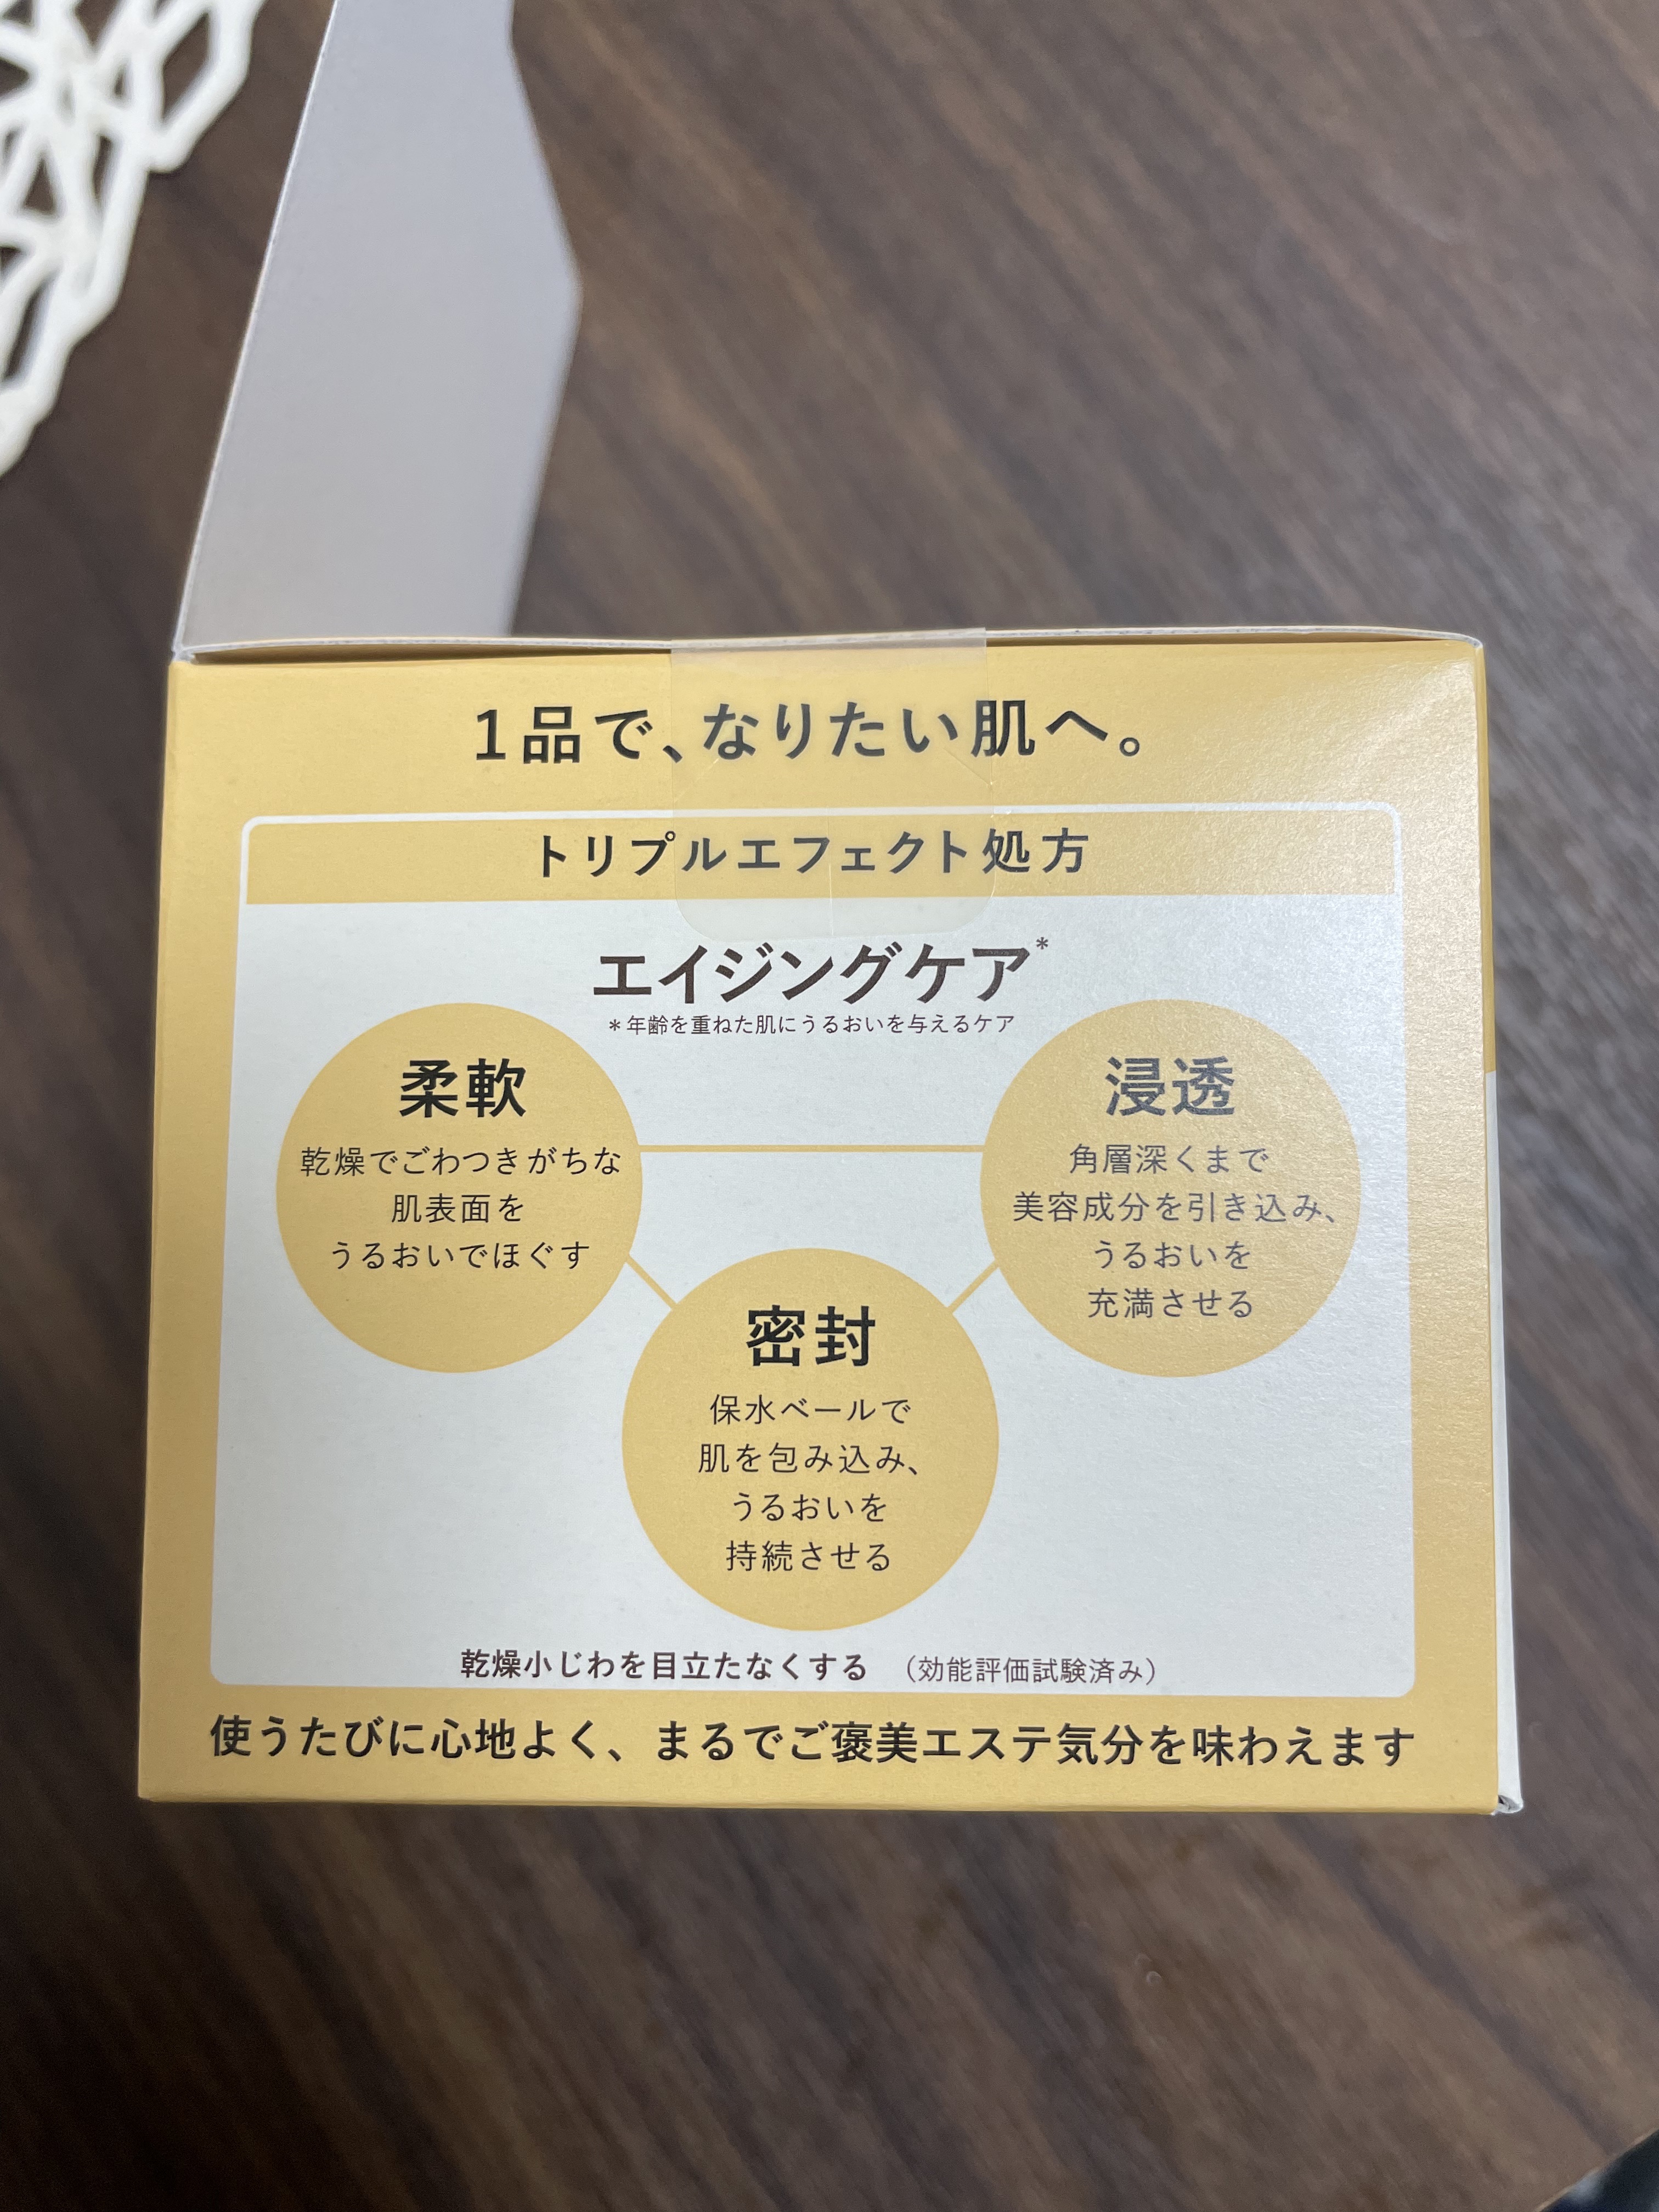 1品で、なりたい肌へ。
トリプルエフェクト処方
エイジングケア*
*年齢を重ねた肌にうるおいを与えるケア
柔軟
乾燥でごわつきがちな
肌表面を
うるおいでほぐす
浸透
角層深くまで
美容成分を引き込み、
うるおいを
充満させる
密封
保水ベールで
肌を包み込み、
うるおいを
持続させる
乾燥小じわを目立たなくする （効能評価試験済み）
使うたびに心地よく、まるでご褒美エステ気分を味わえます